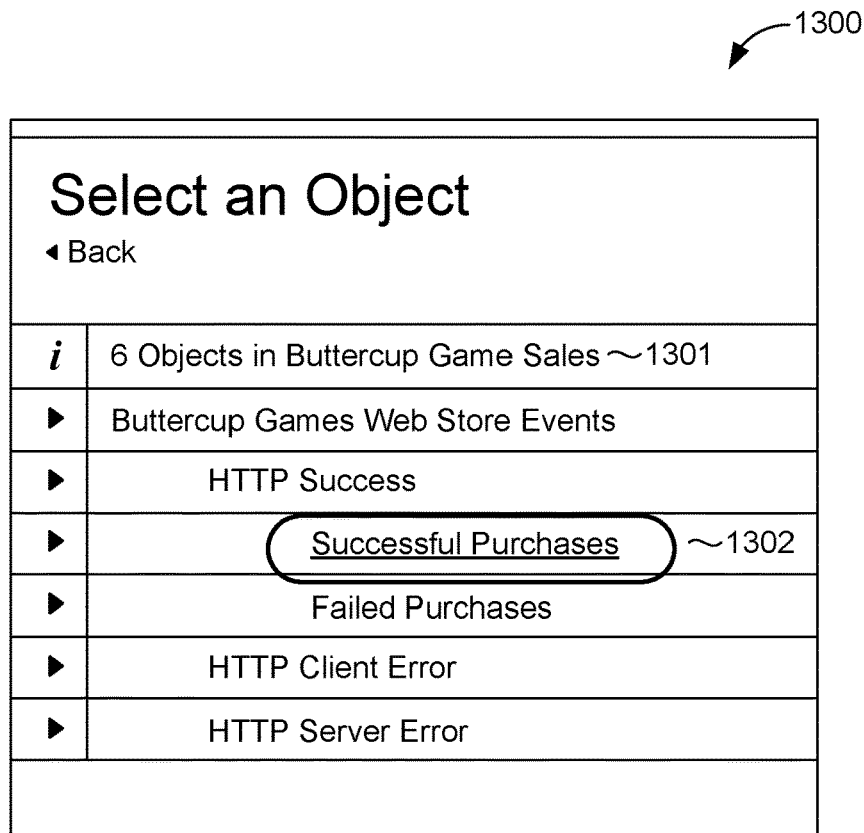 1300
Select an Object
Back
i 6 Objects in Buttercup Game Sales 1301
Buttercup Games Web Store Events
HTTP Success
Successful Purchases 1302
Failed Purchases
HTTP Client Error
HTTP Server Error